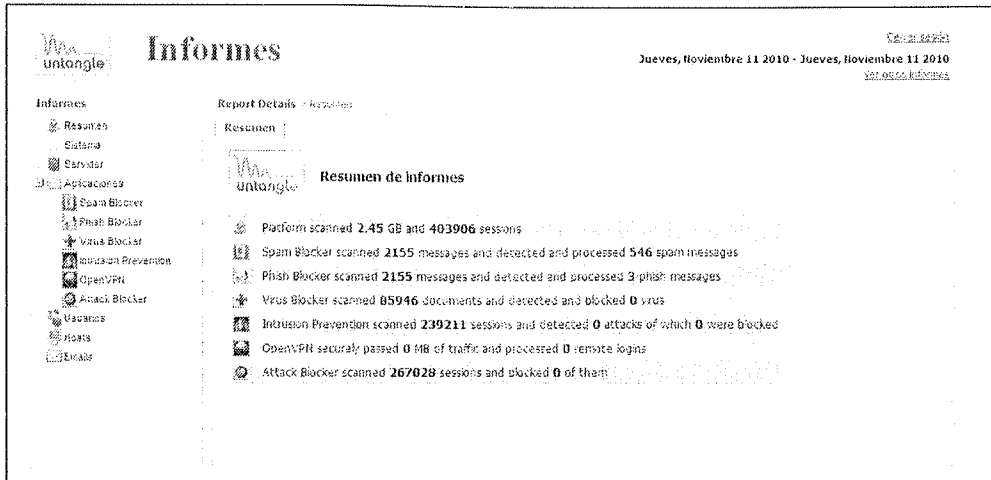 untangle
Informes
Cerrar sesión
Jueves, Noviembre 11 2010 - Jueves, Noviembre 11 2010
Ver otros informes
Informes
Resumen
Sistema
Servidor
Aplicaciones
Spam Blocker
Phish Blocker
Virus Blocker
Intrusion Prevention
OpenVPN
Attack Blocker
Usuarios
Hosts
Emails
Report Details > Resumen
Resumen
untangle
Resumen de informes
Platform scanned 2.45 GB and 403906 sessions
Spam Blocker scanned 2155 messages and detected and processed 546 spam messages
Phish Blocker scanned 2155 messages and detected and processed 3 phish messages
Virus Blocker scanned 85946 documents and detected and blocked 0 virus
Intrusion Prevention scanned 239211 sessions and detected 0 attacks of which 0 were blocked
OpenVPN securely passed 0 MB of traffic and processed 0 remote logins
Attack Blocker scanned 267028 sessions and blocked 0 of them